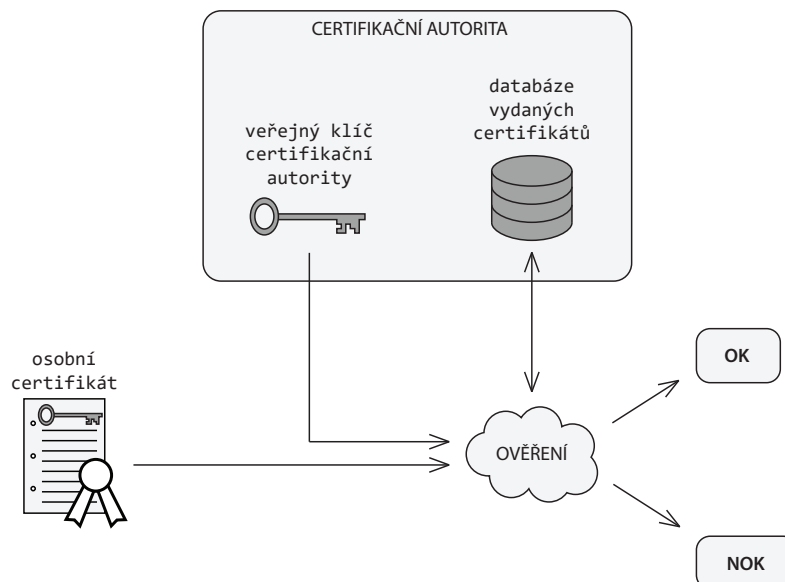 CERTIFIKAČNÍ AUTORITA
databáze
vydaných
certifikátů
veřejný klíč
certifikační
autority
osobní
certifikát
OK
OVĚŘENÍ
NOK